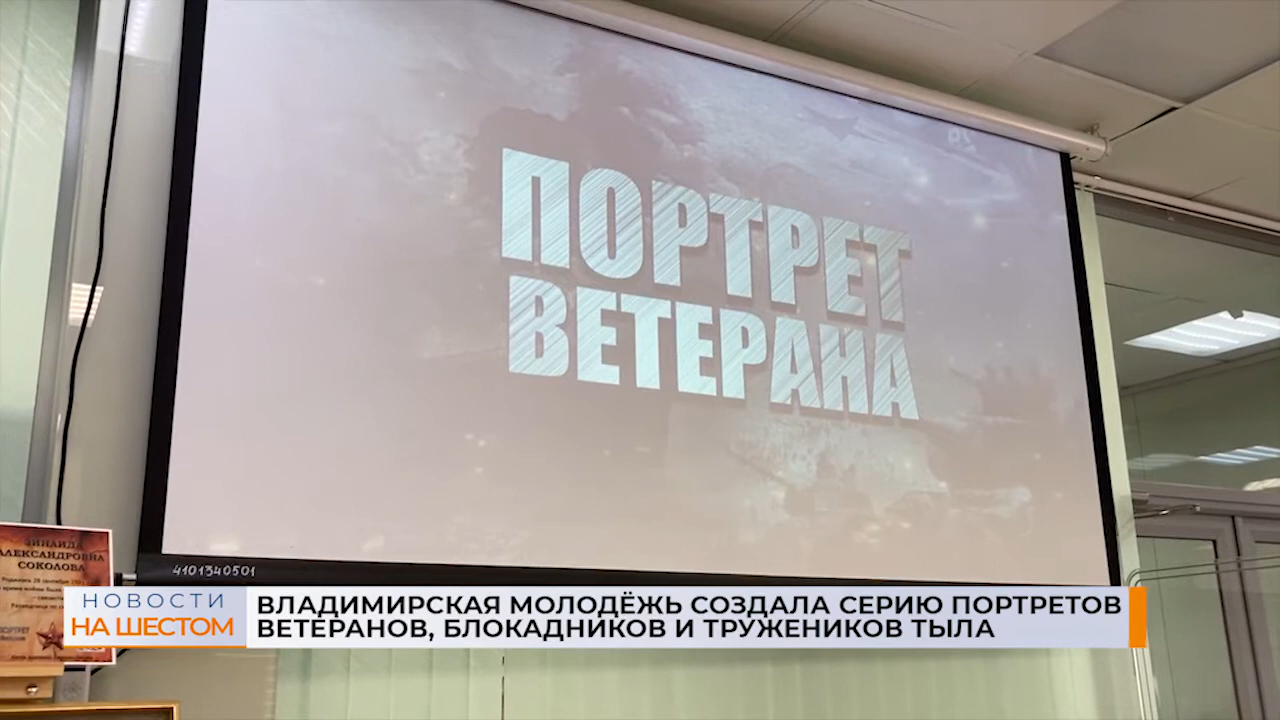 ПОРТРЕТ
ВЕТЕРАНА
ЗИНАИДА
АЛЕКСАНДРОВНА
СОКОЛОВА
4101340501
НОВОСТИ
НА ШЕСТОМ
ВЛАДИМИРСКАЯ МОЛОДЁЖЬ СОЗДАЛА СЕРИЮ ПОРТРЕТОВ
ВЕТЕРАНОВ, БЛОКАДНИКОВ И ТРУЖЕНИКОВ ТЫЛА